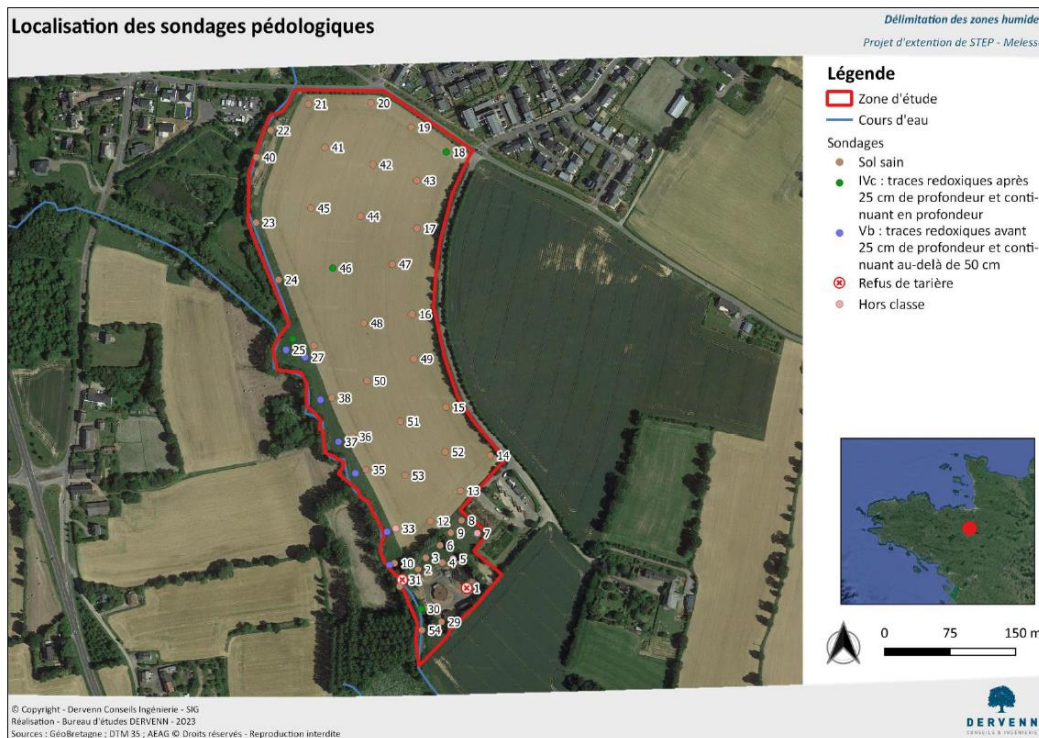 Localisation des sondages pédologiques
Délimitation des zones humide
Projet d'extention de STEP - Meless
Légende
Zone d'étude
Cours d'eau
Sondages
Sol sain
IVc : traces redoxiques après
25 cm de profondeur et conti-
nuant en profondeur
Vb : traces redoxiques avant
25 cm de profondeur et conti-
nuant au-delà de 50 cm
Refus de tarière
Hors classe
21
20
19
22
41
18
40
42
43
45
44
23
17
46
47
24
16
48
25
27
49
50
38
15
51
37
36
52
14
35
53
13
12
8
33
9
7
6
3
5
10
4
2
31
1
30
29
54
0
75
150 m
© Copyright - Dervenn Conseils Ingénierie - SIG
Réalisation - Bureau d'études DERVENN - 2023
Sources : GéoBretagne ; DTM 35 ; AEAG © Droits réservés - Reproduction interdite
DERVENN
CONSEILS & INGÉNIERIE